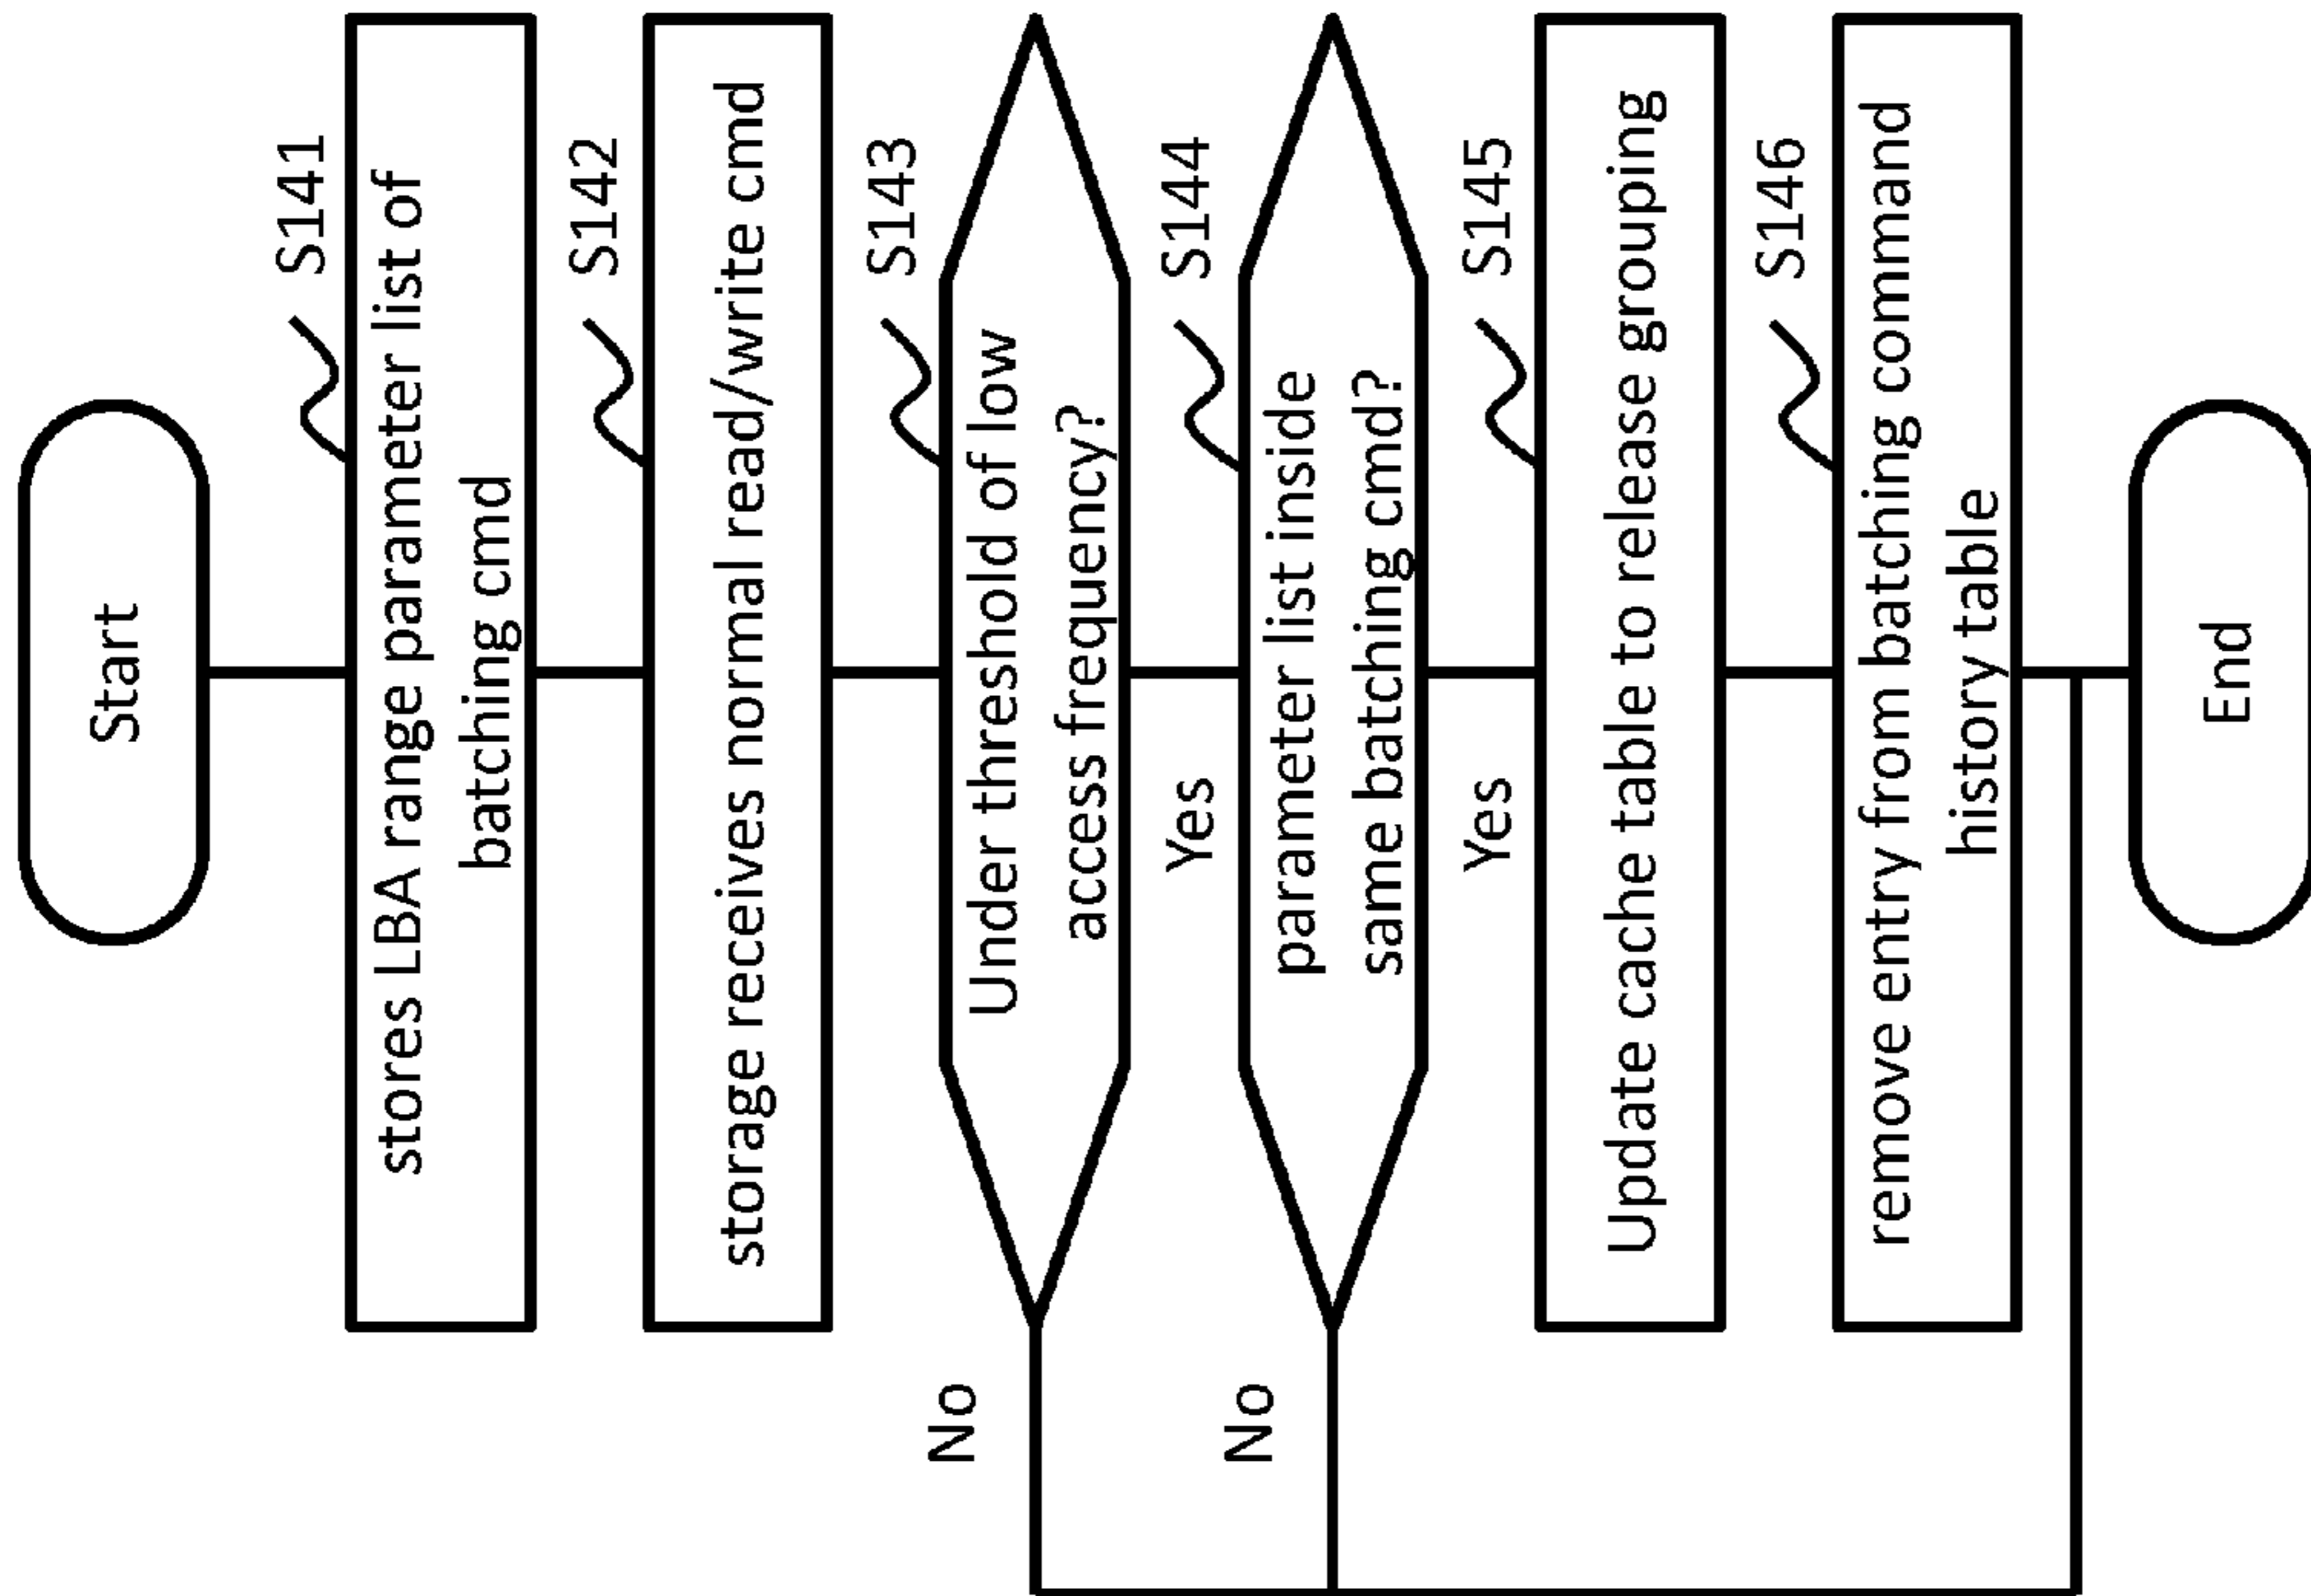 Start
S141
stores LBA range parameter list of
batching cmd
S142
storage receives normal read/write cmd
S143
Under threshold of low
access frequency?
No
Yes
S144
parameter list inside
same batching cmd?
No
Yes
S145
Update cache table to release grouping
S146
remove entry from batching command
history table
End